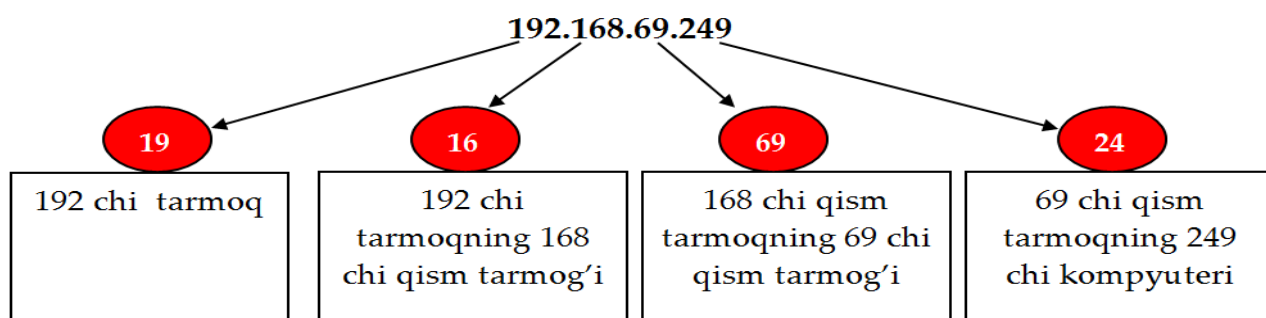 192.168.69.249
19
16
69
24
192 chi tarmoq
192 chi
tarmoqning 168
chi qism tarmog’i
168 chi qism
tarmoqning 69 chi
qism tarmog’i
69 chi qism
tarmoqning 249
chi kompyuteri